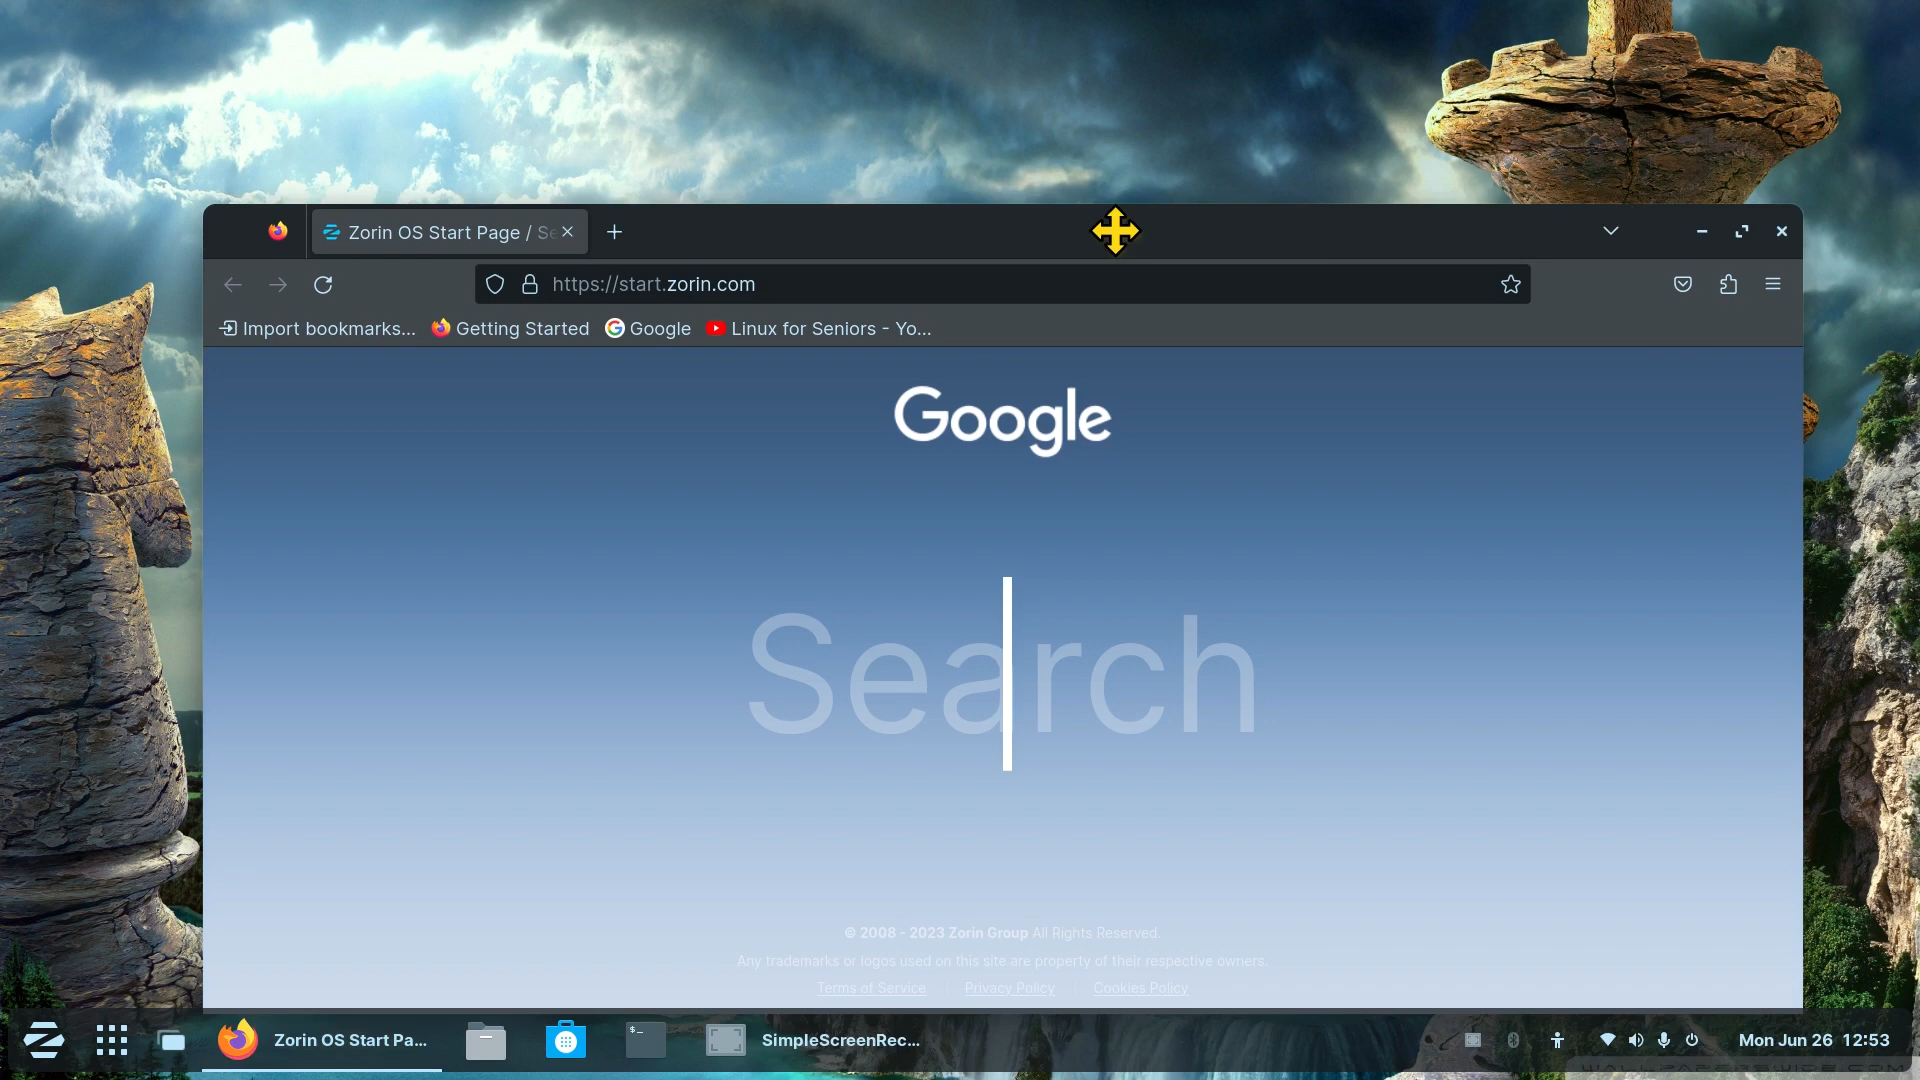 Zorin OS Start Page / Se
https://start.zorin.com
Import bookmarks...
Getting Started
Google
Linux for Seniors - Yo...
Google
Search
© 2008 - 2023 Zorin Group All Rights Reserved.
Any trademarks or logos used on this site are property of their respective owners.
Terms of Service
Privacy Policy
Cookies Policy
Zorin OS Start Pa...
$_
SimpleScreenRec...
Mon Jun 26 12:53